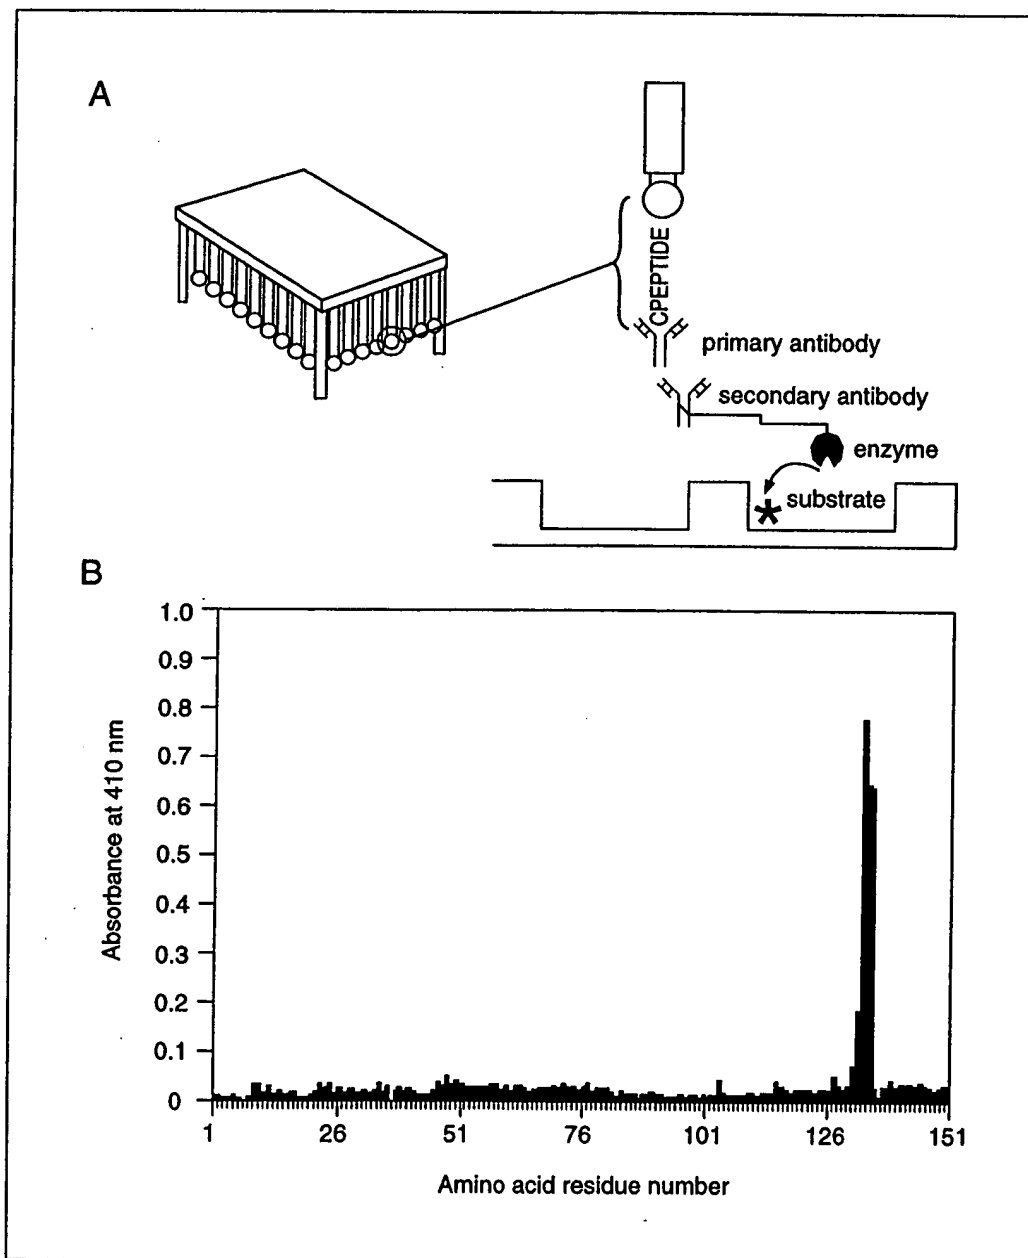 A
CPEPTIDE
primary antibody
secondary antibody
enzyme
substrate
B
1.0
0.9
0.8
0.7
0.6
0.5
0.4
0.3
0.2
0.1
0
Absorbance at 410 nm
1 26 51 76 101 126 151
Amino acid residue number